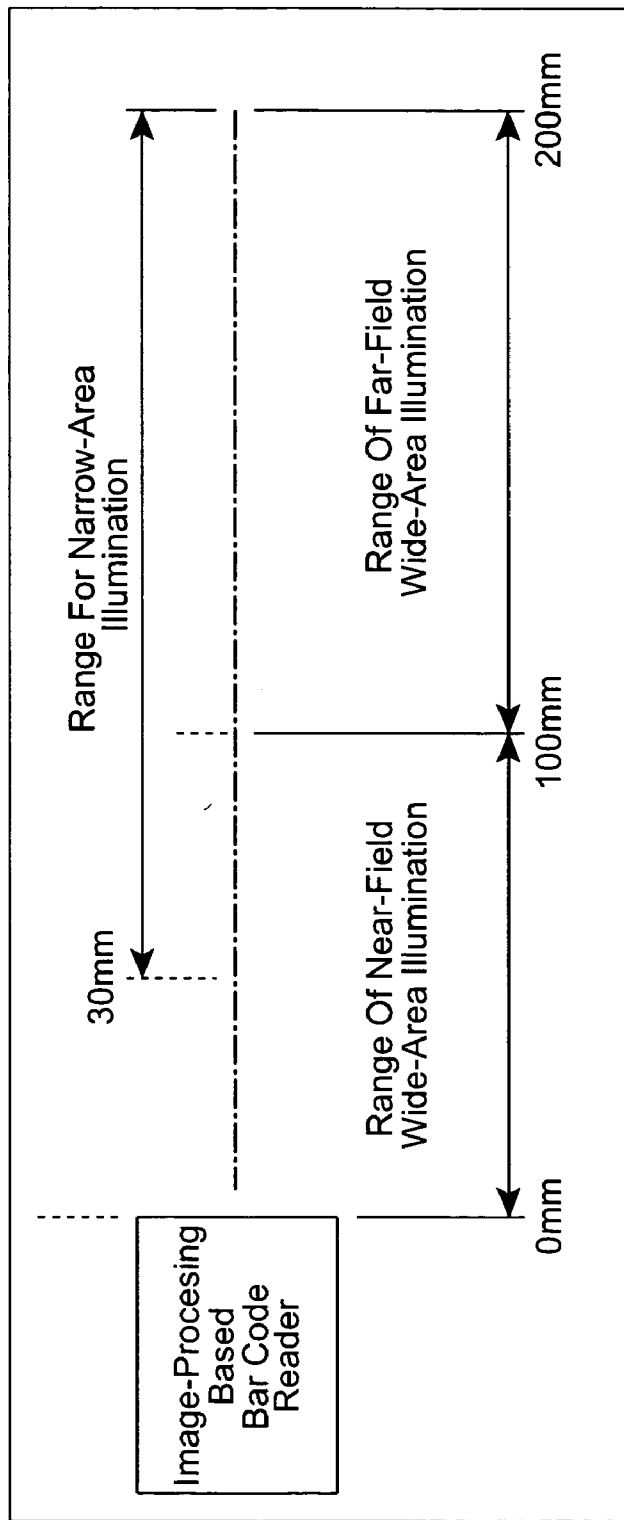 Image-Procesing
Based
Bar Code
Reader
30mm
Range For Narrow-Area
Illumination
Range Of Near-Field
Wide-Area Illumination
Range Of Far-Field
Wide-Area Illumination
0mm
100mm
200mm